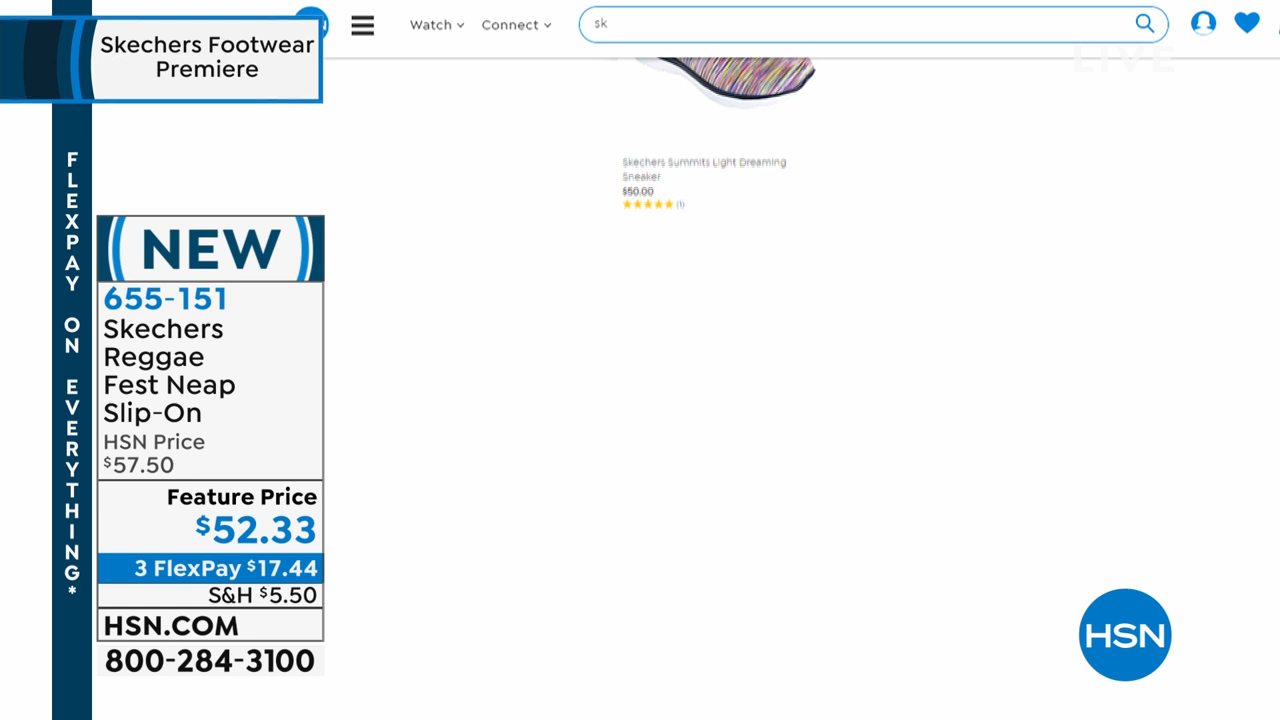 Skechers Footwear
Premiere
Watch
Connect
sk
LIVE
Skechers Summits Light Dreaming
Sneaker
$50.00
(1)
FLEXPAY ON EVERYTHING*
NEW
655-151
Skechers
Reggae
Fest Neap
Slip-On
HSN Price
$57.50
Feature Price
$52.33
3 FlexPay $17.44
S&H $5.50
HSN.COM
800-284-3100
HSN